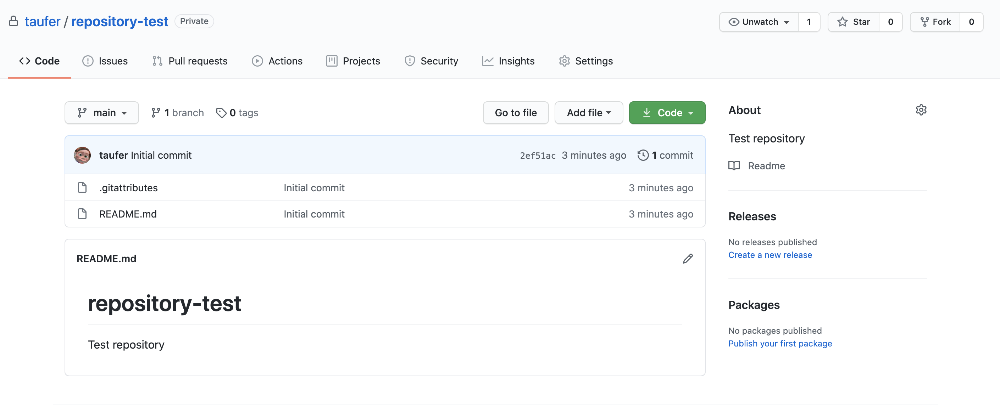 taufer / repository-test Private
Unwatch 1 Star 0 Fork 0
Code Issues Pull requests Actions Projects Security Insights Settings
main 1 branch 0 tags Go to file Add file Code
taufer Initial commit 2ef51ac 3 minutes ago 1 commit
.gitattributes Initial commit 3 minutes ago
README.md Initial commit 3 minutes ago
README.md
repository-test
Test repository
About
Test repository
Readme
Releases
No releases published
Create a new release
Packages
No packages published
Publish your first package